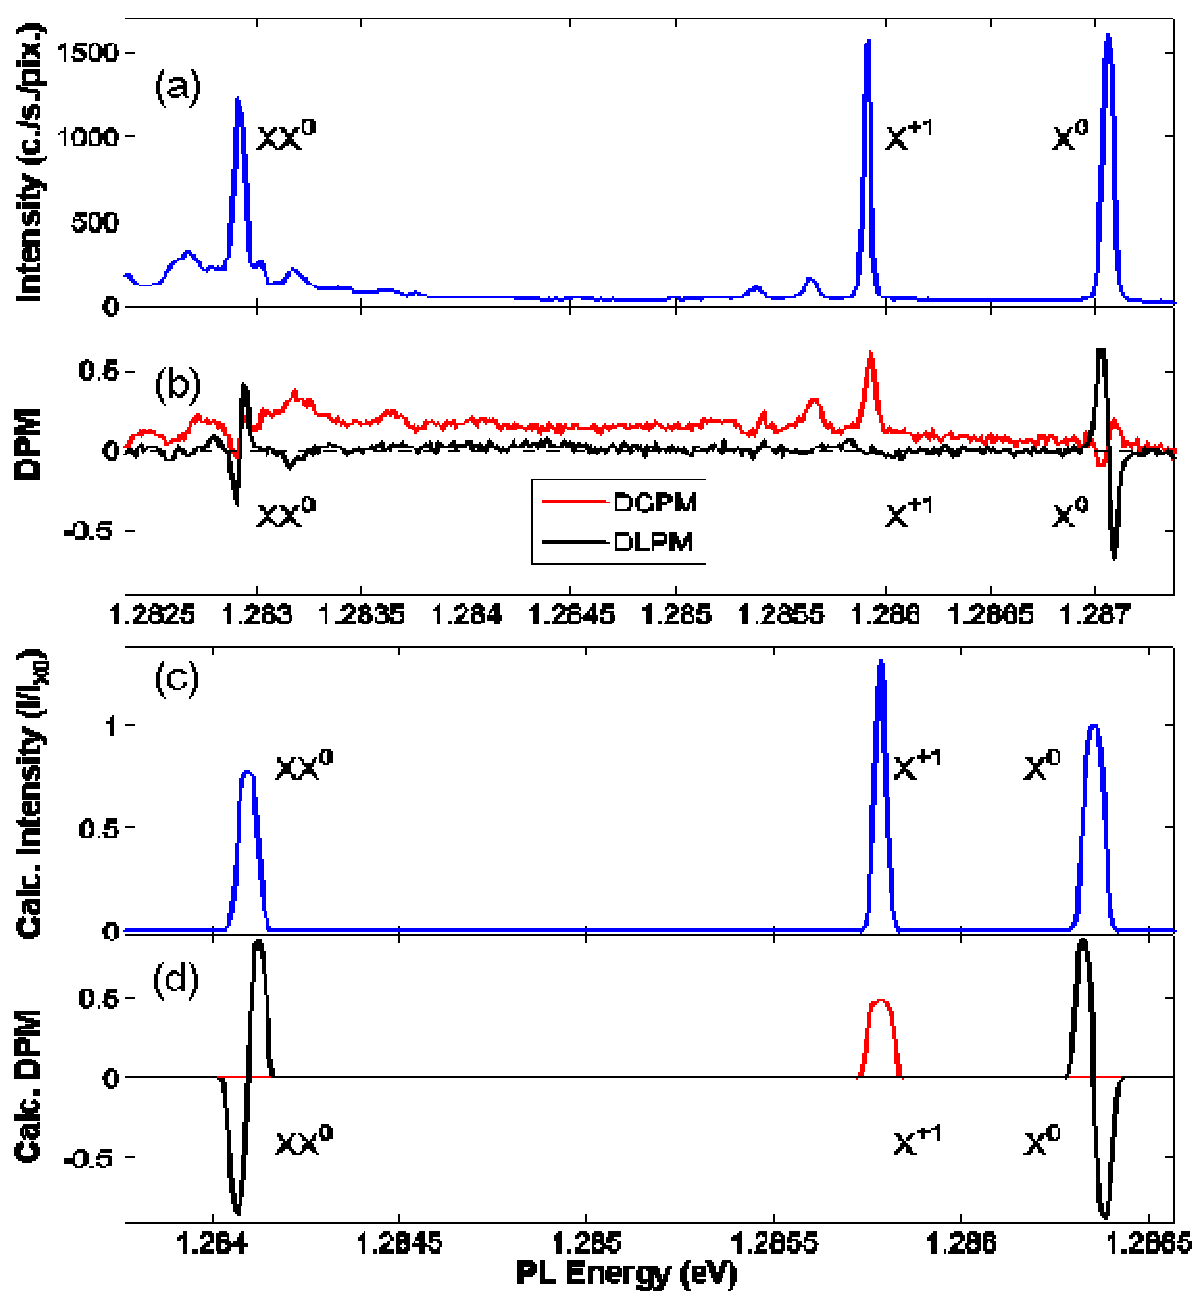 Intensity (c./s./pix.)
1500
1000
500
0
(a)
XX⁰
X⁺¹
X⁰
DPM
0.5
0
-0.5
(b)
XX⁰
DCPM
DLPM
X⁺¹
X⁰
1.2825 1.283 1.2835 1.284 1.2845 1.285 1.2855 1.286 1.2865 1.287
Calc. Intensity (I/I_X0)
1
0.5
0
(c)
XX⁰
X⁺¹
X⁰
Calc. DPM
0.5
0
-0.5
(d)
XX⁰
X⁺¹
X⁰
1.284 1.2845 1.285 1.2855 1.286 1.2865
PL Energy (eV)